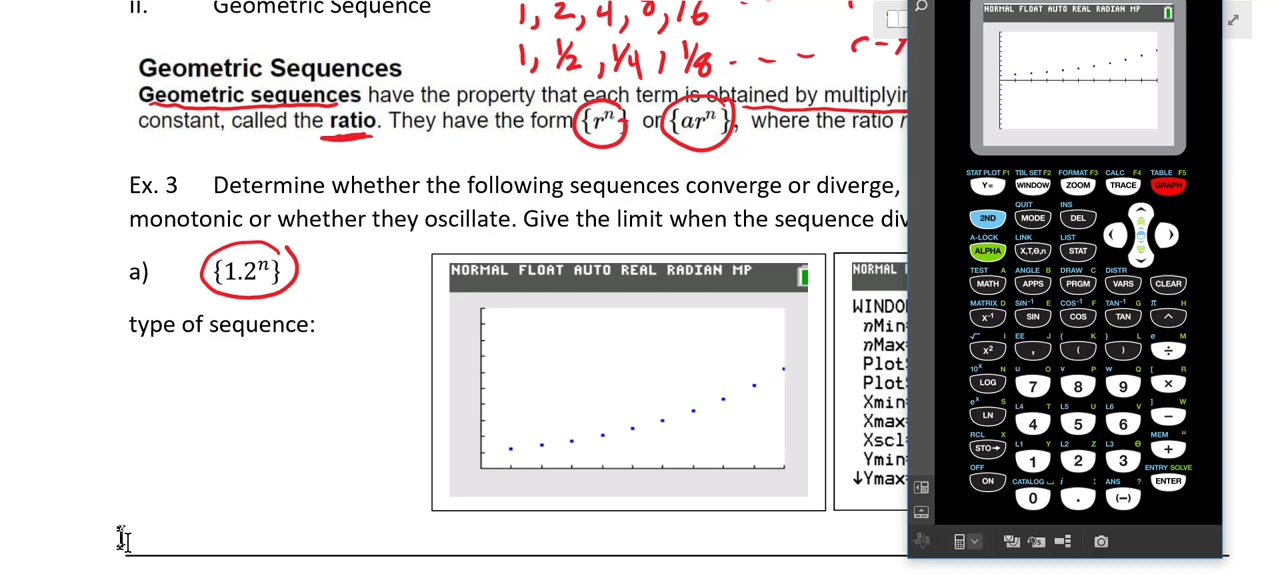 ii. Geometric Sequence
1, 2, 4, 8, 16
1, 1/2, 1/4, 1/8 - - -
Geometric Sequences
Geometric sequences have the property that each term is obtained by multiplyin
constant, called the ratio. They have the form {rⁿ} or {arⁿ}, where the ratio r
Ex. 3 Determine whether the following sequences converge or diverge,
monotonic or whether they oscillate. Give the limit when the sequence div
a) {1.2ⁿ}
type of sequence:
NORMAL FLOAT AUTO REAL RADIAN MP
NORMAL F
WINDO
nMin=
nMax=
Plot
Plot
Xmin=
Xmax=
Xscl=
Ymin=
↓Ymax=
NORMAL FLOAT AUTO REAL RADIAN MP
STAT PLOT F1 TBL SET F2 FORMAT F3 CALC F4 TABLE F5
Y= WINDOW ZOOM TRACE GRAPH
QUIT INS
2ND MODE DEL
A-LOCK LINK LIST
ALPHA X,T,θ,n STAT
TEST A ANGLE B DRAW C DISTR
MATH APPS PRGM VARS CLEAR
MATRIX D SIN⁻¹ E COS⁻¹ F TAN⁻¹ G π H
x⁻¹ SIN COS TAN ^
√ I EE J { K } L e M
x² , ( ) ÷
10ˣ N u O v P w Q [ R
LOG 7 8 9 ×
eˣ S L4 T L5 U L6 V ] W
LN 4 5 6 −
RCL X L1 Y L2 Z L3 θ MEM "
STO→ 1 2 3 +
OFF CATALOG ␣ i : ANS ? ENTRY SOLVE
ON 0 . (−) ENTER